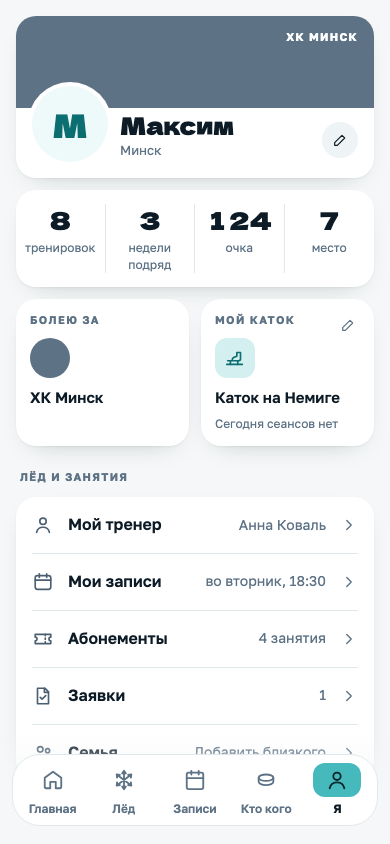 ХК МИНСК
М
Максим
Минск
8
тренировок
3
недели
подряд
124
очка
7
место
БОЛЕЮ ЗА
ХК Минск
МОЙ КАТОК
Каток на Немиге
Сегодня сеансов нет
ЛЁД И ЗАНЯТИЯ
Мой тренер Анна Коваль
Мои записи во вторник, 18:30
Абонементы 4 занятия
Заявки 1
Семья Добавить близкого
Главная Лёд Записи Кто кого Я